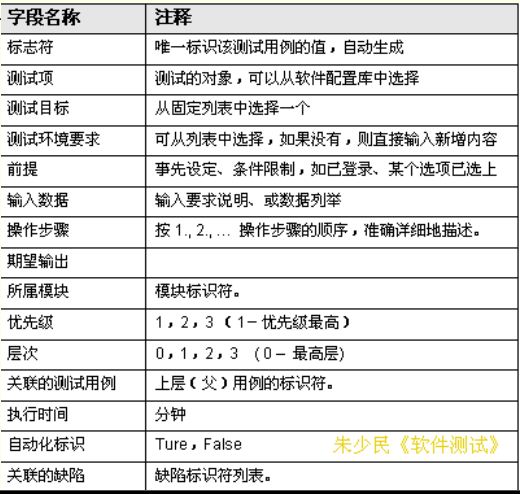 字段名称 注释
标志符 唯一标识该测试用例的值，自动生成
测试项 测试的对象，可以从软件配置库中选择
测试目标 从固定列表中选择一个
测试环境要求 可从列表中选择，如果没有，则直接输入新增内容
前提 事先设定、条件限制，如已登录、某个选项已选上
输入数据 输入要求说明、或数据列举
操作步骤 按 1., 2., … 操作步骤的顺序，准确详细地描述。
期望输出
所属模块 模块标识符。
优先级 1，2，3 （1– 优先级最高）
层次 0，1，2，3 （0 – 最高层)
关联的测试用例 上层（父）用例的标识符。
执行时间 分钟
自动化标识 Ture，False 朱少民《软件测试》
关联的缺陷 缺陷标识符列表。